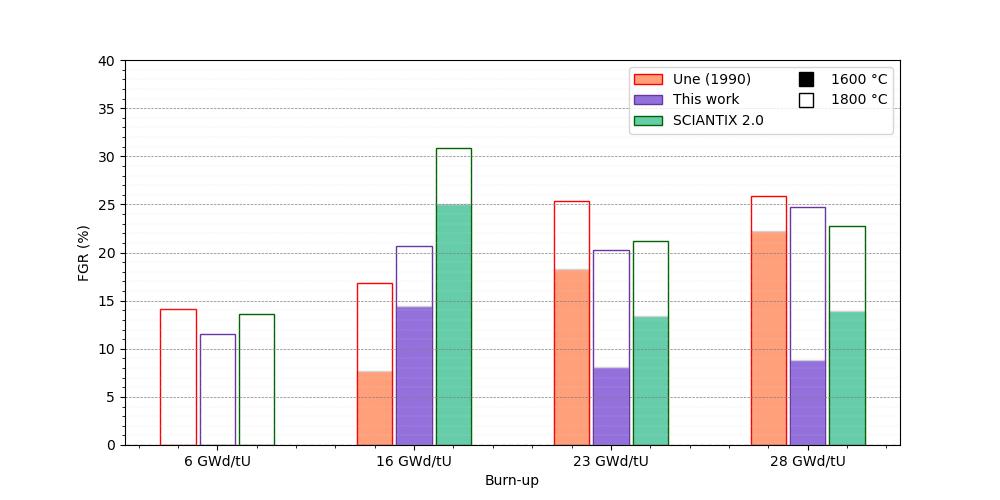 40
35
30
25
20
15
10
5
0
FGR (%)
Une (1990)
This work
SCIANTIX 2.0
1600 °C
1800 °C
6 GWd/tU
16 GWd/tU
23 GWd/tU
28 GWd/tU
Burn-up